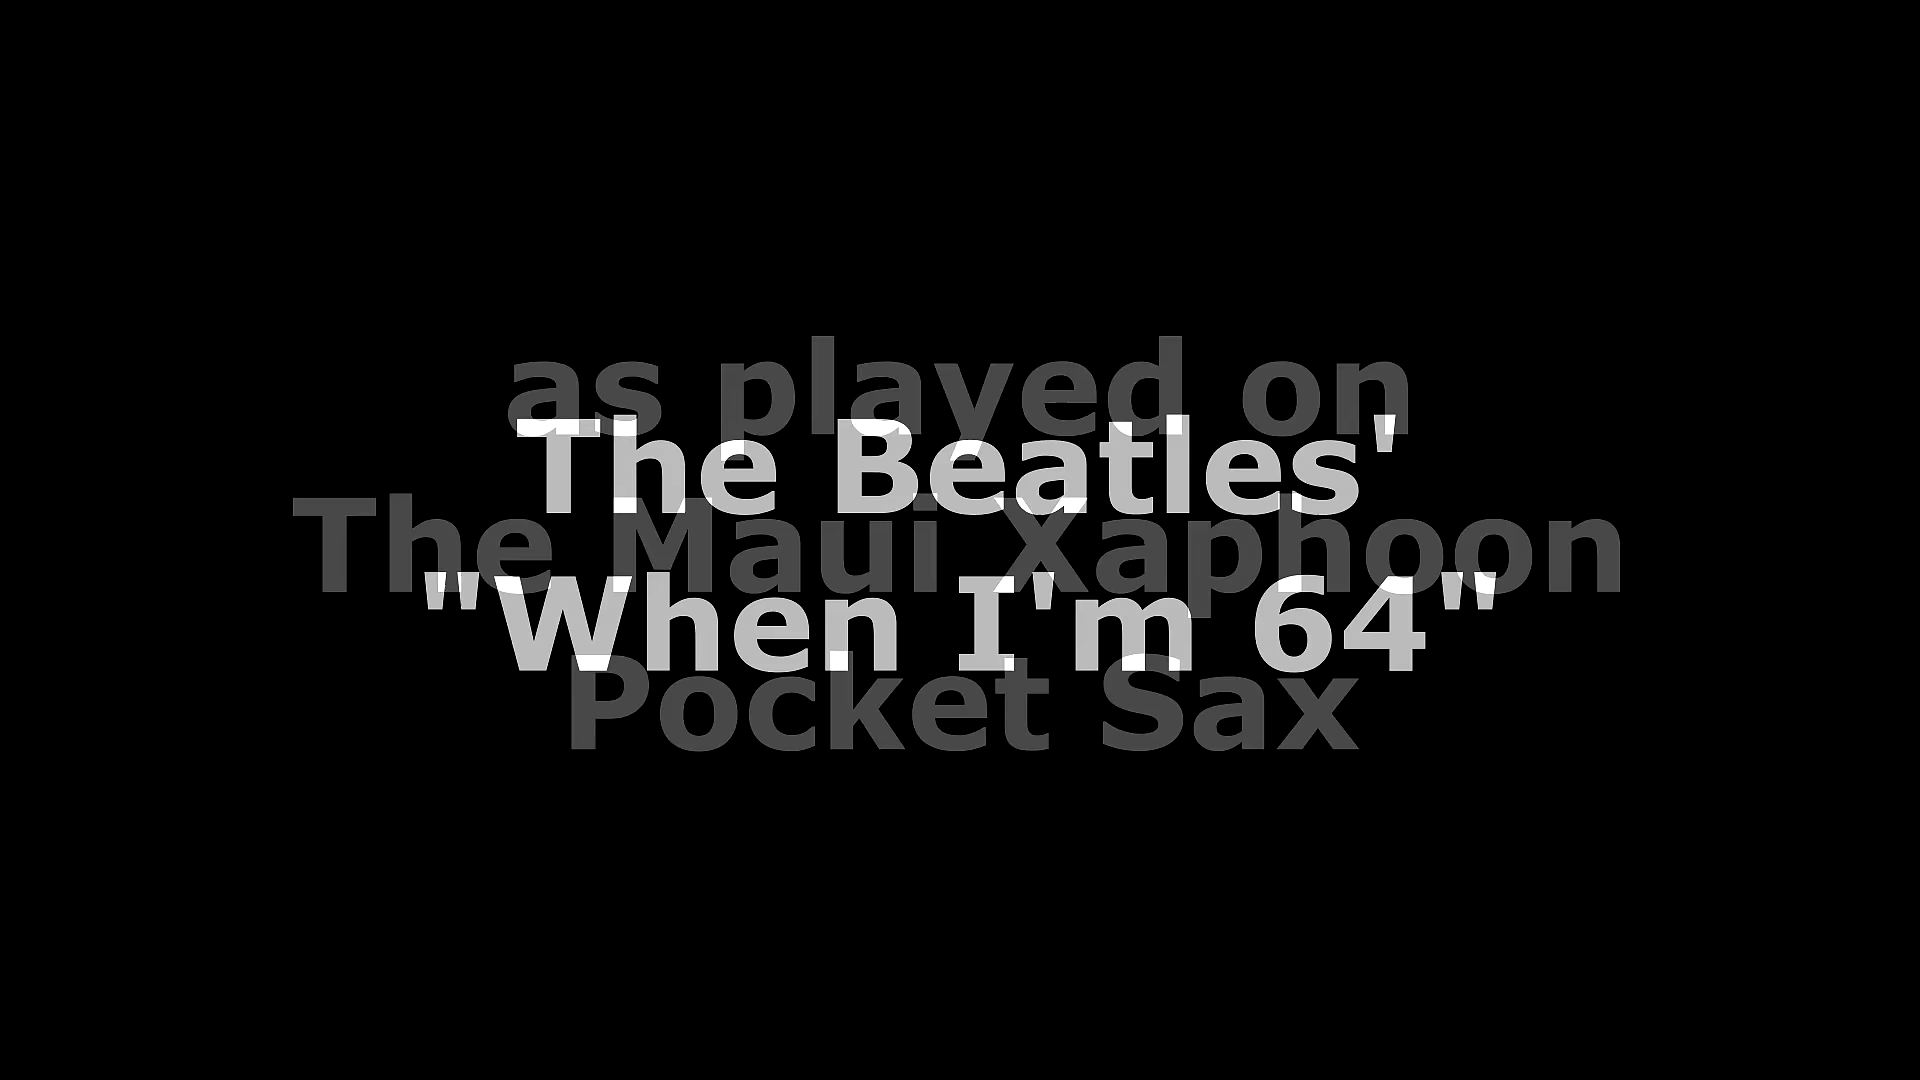 The Beatles'
"When I'm 64"
as played on
The Maui Xaphoon
Pocket Sax